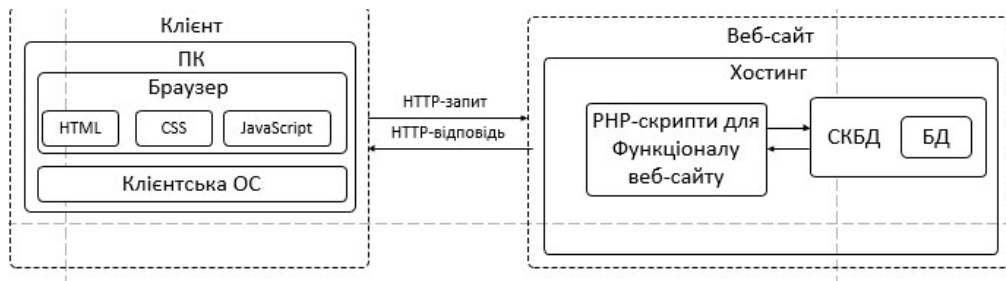 Клієнт
ПК
Браузер
HTML
CSS
JavaScript
Клієнтська ОС
HTTP-запит
HTTP-відповідь
Веб-сайт
Хостинг
PHP-скрипти для
Функціоналу
веб-сайту
СКБД
БД